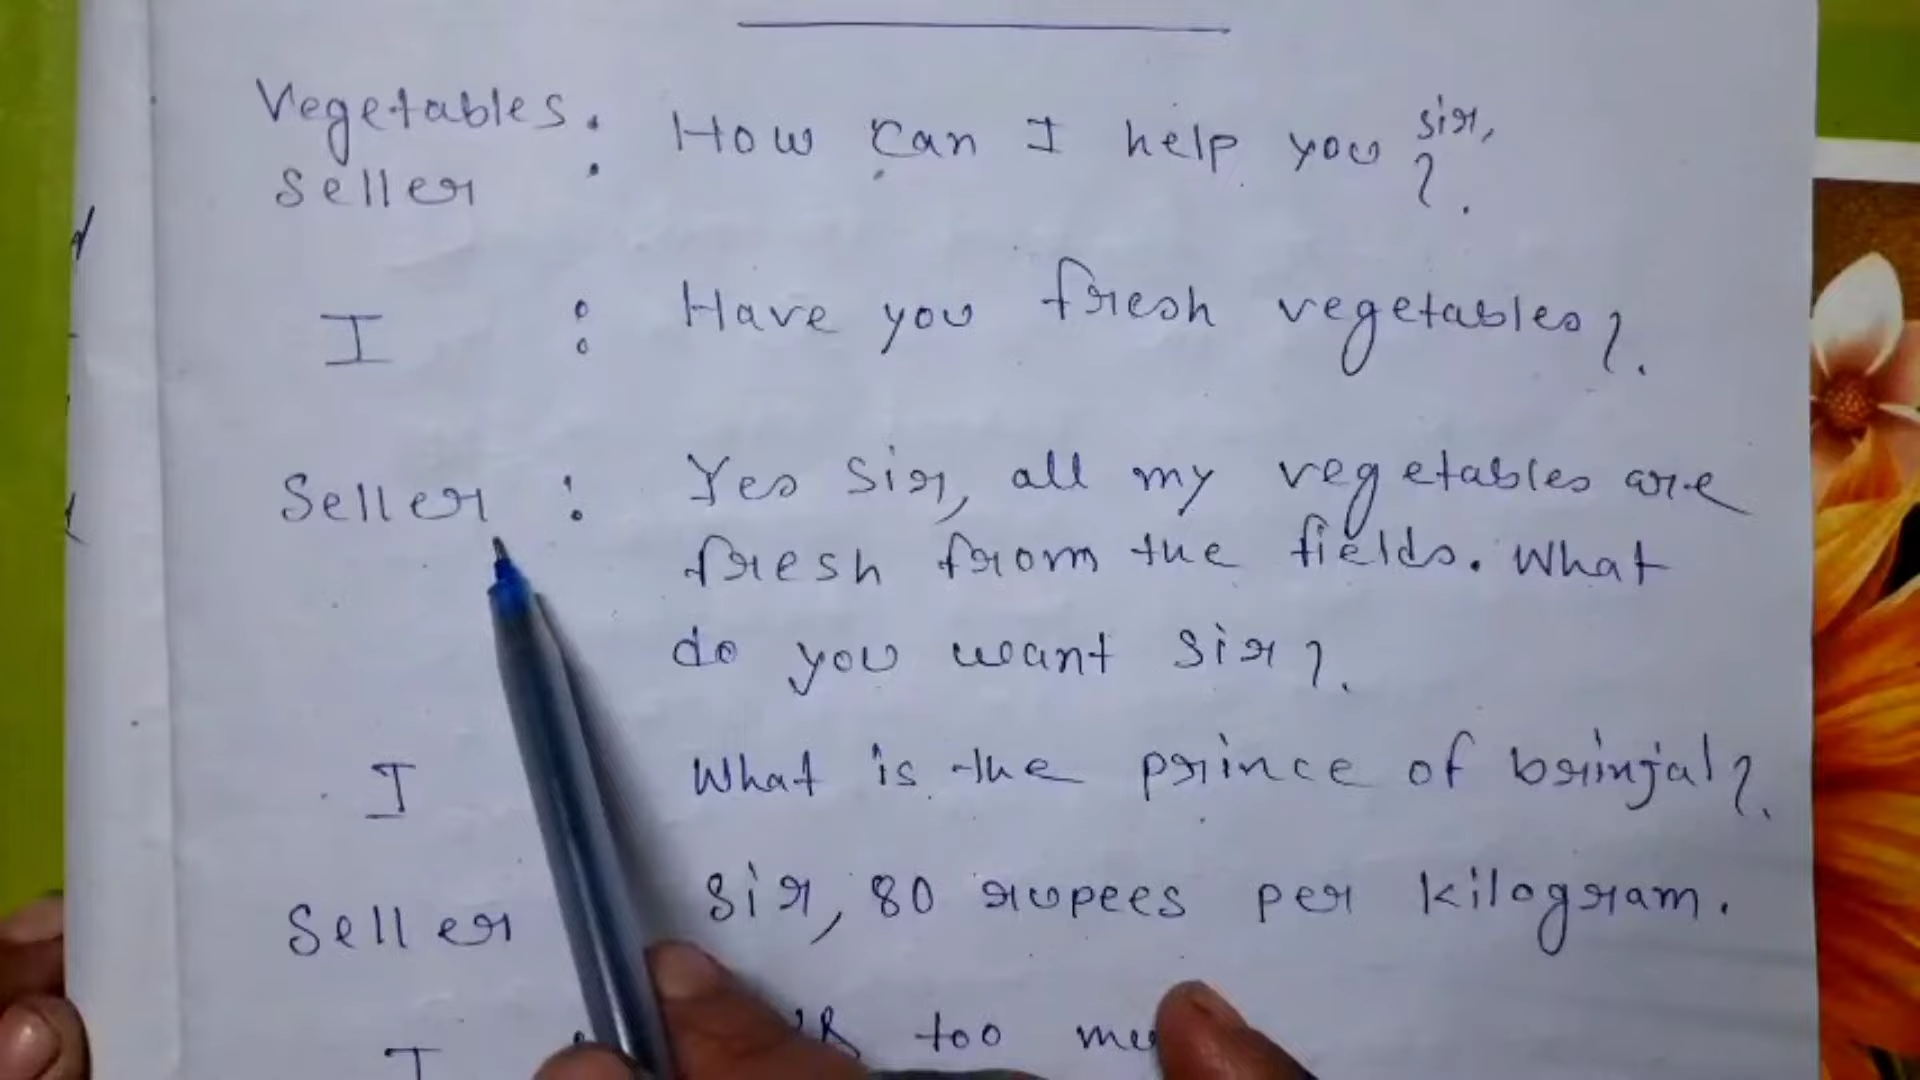 Vegetables Seller : How can I help you sir, ?
I : Have you fresh vegetables ?
Seller : Yes Sir, all my vegetables are
fresh from the fields. What
do you want sir ?
I What is the prince of brinjal ?
Seller Sir, 80 rupees per kilogram.
I : too